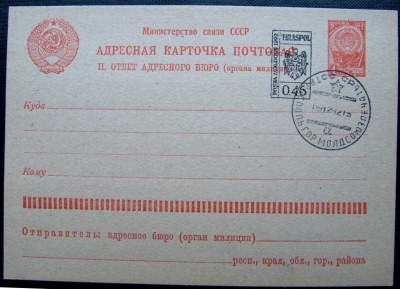 Министерство связи СССР
АДРЕСНАЯ КАРТОЧКА ПОЧТОВАЯ
II. ОТВЕТ АДРЕСНОГО БЮРО (органа милиции)
TIRASPOL
0.45
Куда
Кому
Отправитель: адресное бюро (орган милиции)
респ., края, обл., гор., района